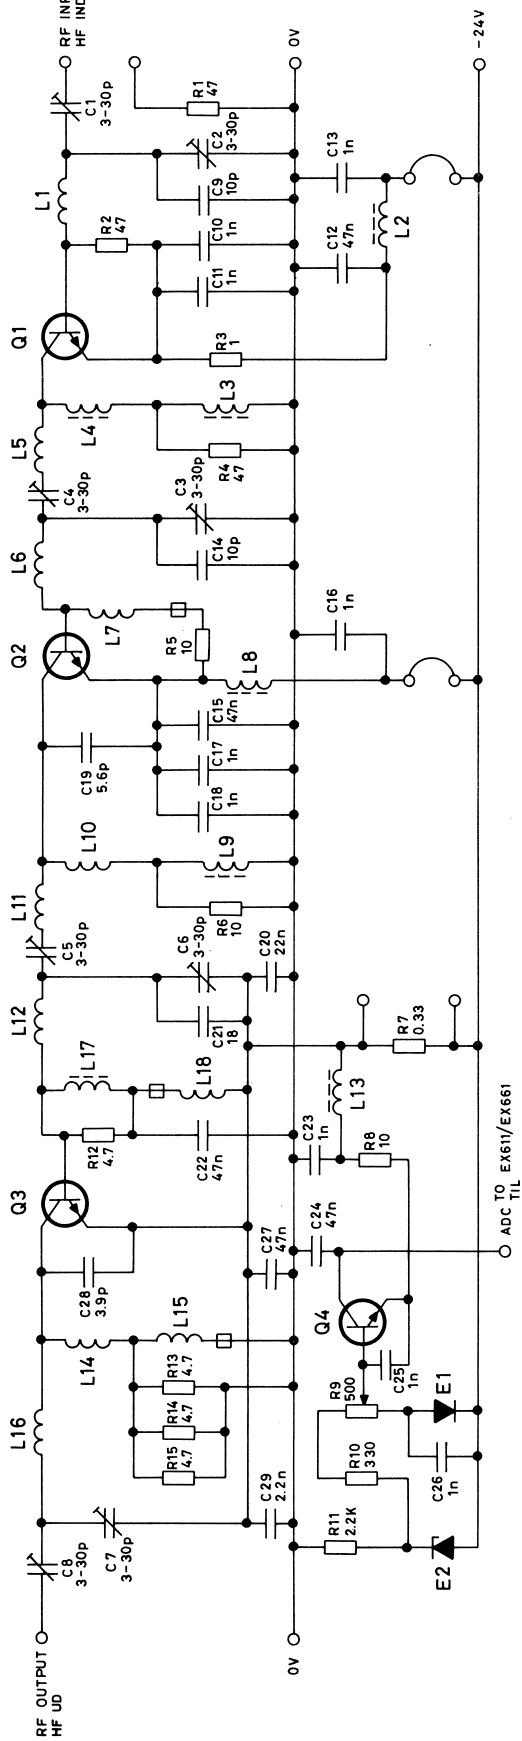 RF OUTPUT
HF UD
C8
3-30p
C7
3-30p
L16
L14
R15
4.7
R14
4.7
R13
4.7
L15
C28
3.9p
Q3
R12
4.7
L17
L18
C22
47n
L12
C21
18
C6
3-30p
C5
3-30p
L11
L10
R6
10
L9
C19
5.6p
C18
1n
C17
1n
C15
47n
Q2
L7
R5
10
L8
L6
C14
10p
C3
3-30p
C4
3-30p
L5
L4
R4
47
L3
Q1
R3
1
C11
1n
C10
1n
R2
47
L1
C9
10p
C2
3-30p
C1
3-30p
R1
47
RF INP
HF IND
C29
2.2n
C27
47n
C20
22n
0V
0V
E2
R11
2.2K
R10
330
C26
1n
R9
500
E1
C25
1n
Q4
C24
47n
C23
1n
R8
10
L13
R7
0.33
ADC TO EX611/EX661
TIL
C16
1n
C12
47n
L2
C13
1n
-24V